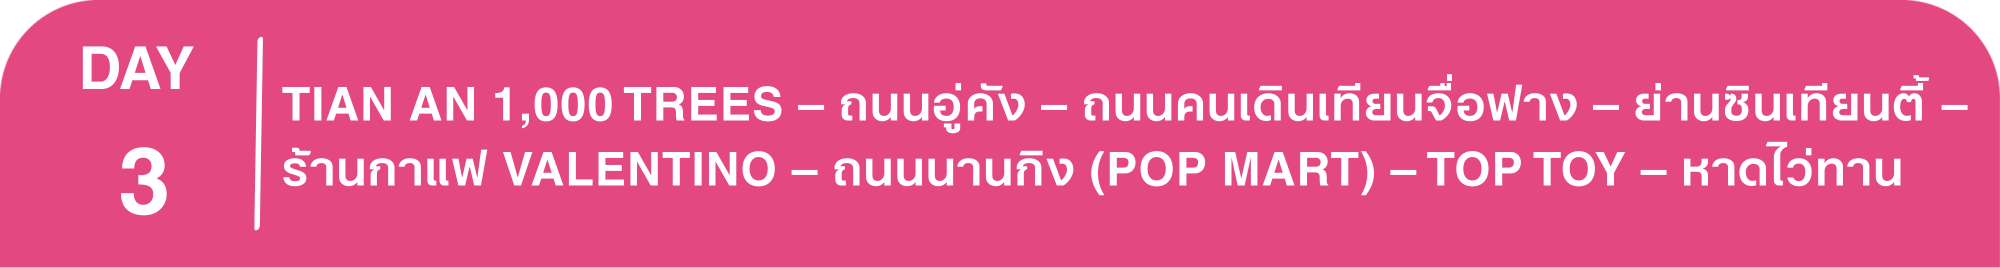 DAY
3
TIAN AN 1,000 TREES – ถนนอู่คัง – ถนนคนเดินเทียนจื่อฟาง – ย่านซินเทียนตี้ –
ร้านกาแฟ VALENTINO – ถนนนานกิง (POP MART) – TOP TOY – หาดไว่ทาน